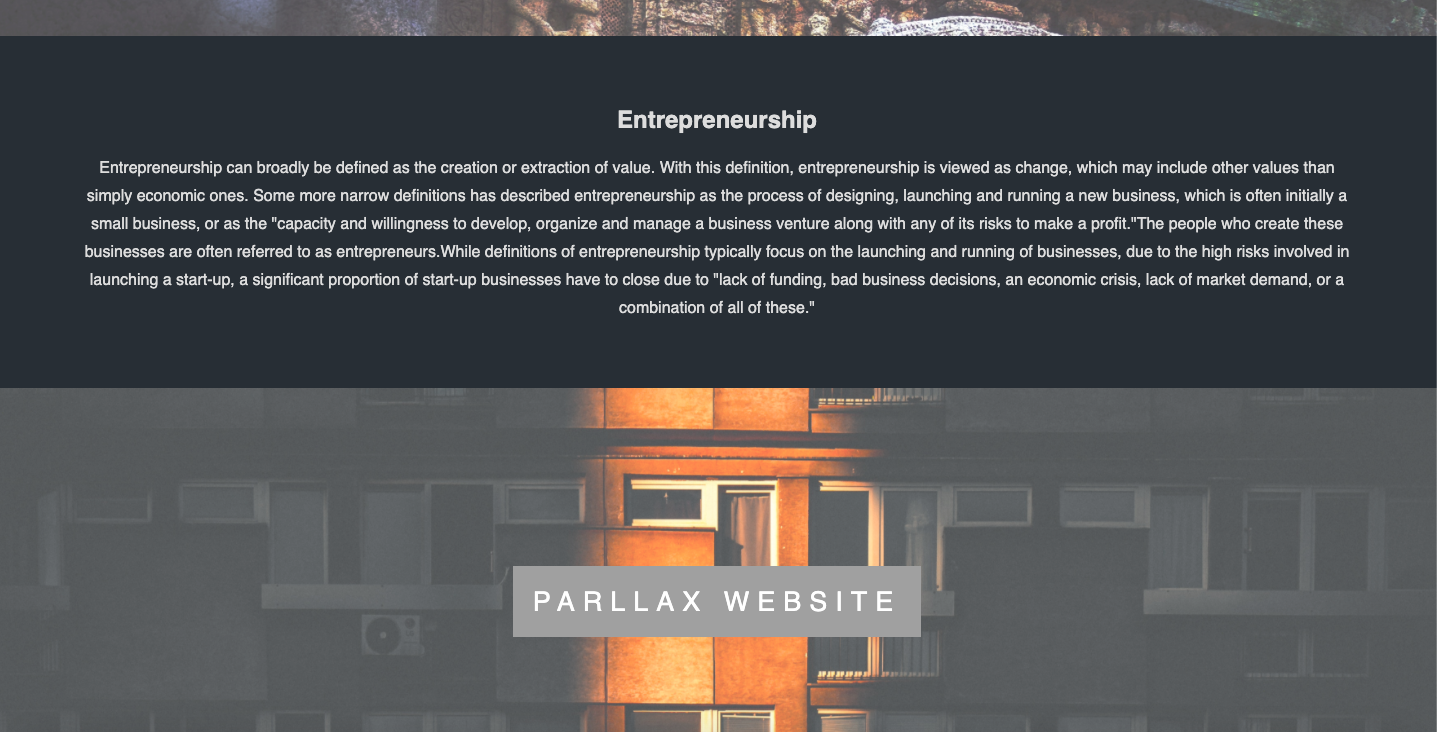 Entrepreneurship
Entrepreneurship can broadly be defined as the creation or extraction of value. With this definition, entrepreneurship is viewed as change, which may include other values than
simply economic ones. Some more narrow definitions has described entrepreneurship as the process of designing, launching and running a new business, which is often initially a
small business, or as the "capacity and willingness to develop, organize and manage a business venture along with any of its risks to make a profit."The people who create these
businesses are often referred to as entrepreneurs.While definitions of entrepreneurship typically focus on the launching and running of businesses, due to the high risks involved in
launching a start-up, a significant proportion of start-up businesses have to close due to "lack of funding, bad business decisions, an economic crisis, lack of market demand, or a
combination of all of these."
PARLLAX WEBSITE